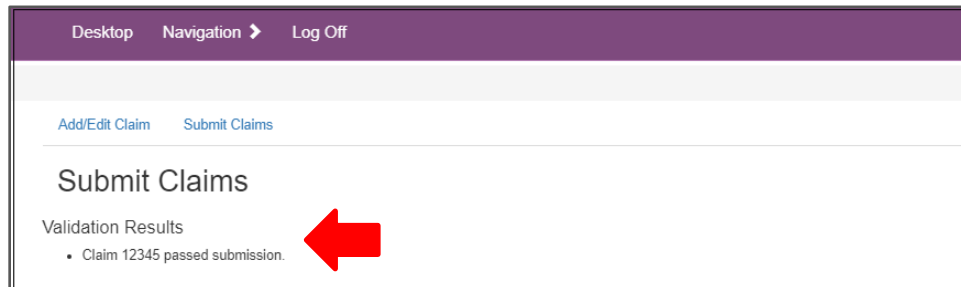 Desktop Navigation Log Off
Add/Edit Claim Submit Claims
Submit Claims
Validation Results
• Claim 12345 passed submission.